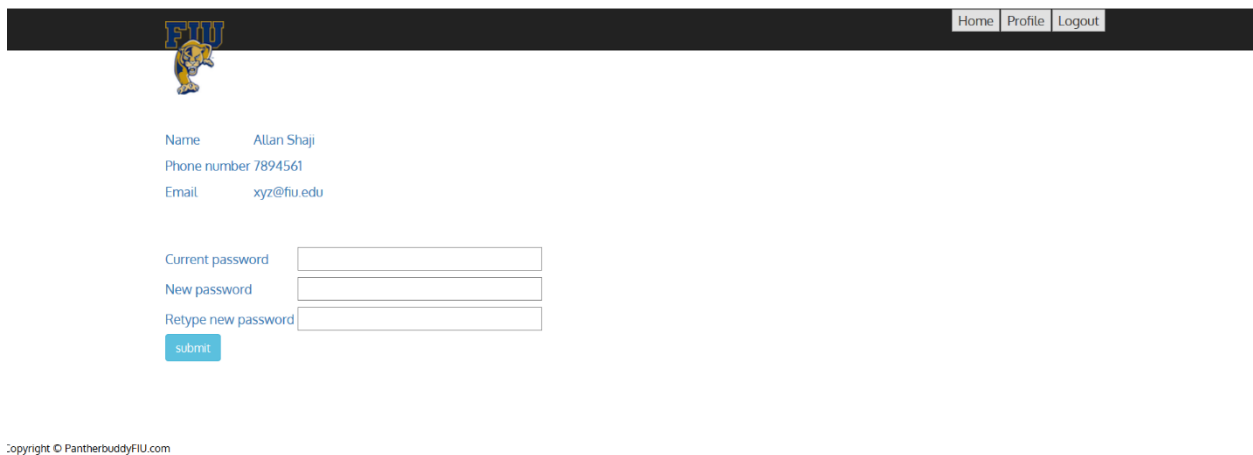 FIU
Home Profile Logout
Name Allan Shaji
Phone number 7894561
Email xyz@fiu.edu
Current password
New password
Retype new password
submit
Copyright © PantherbuddyFIU.com